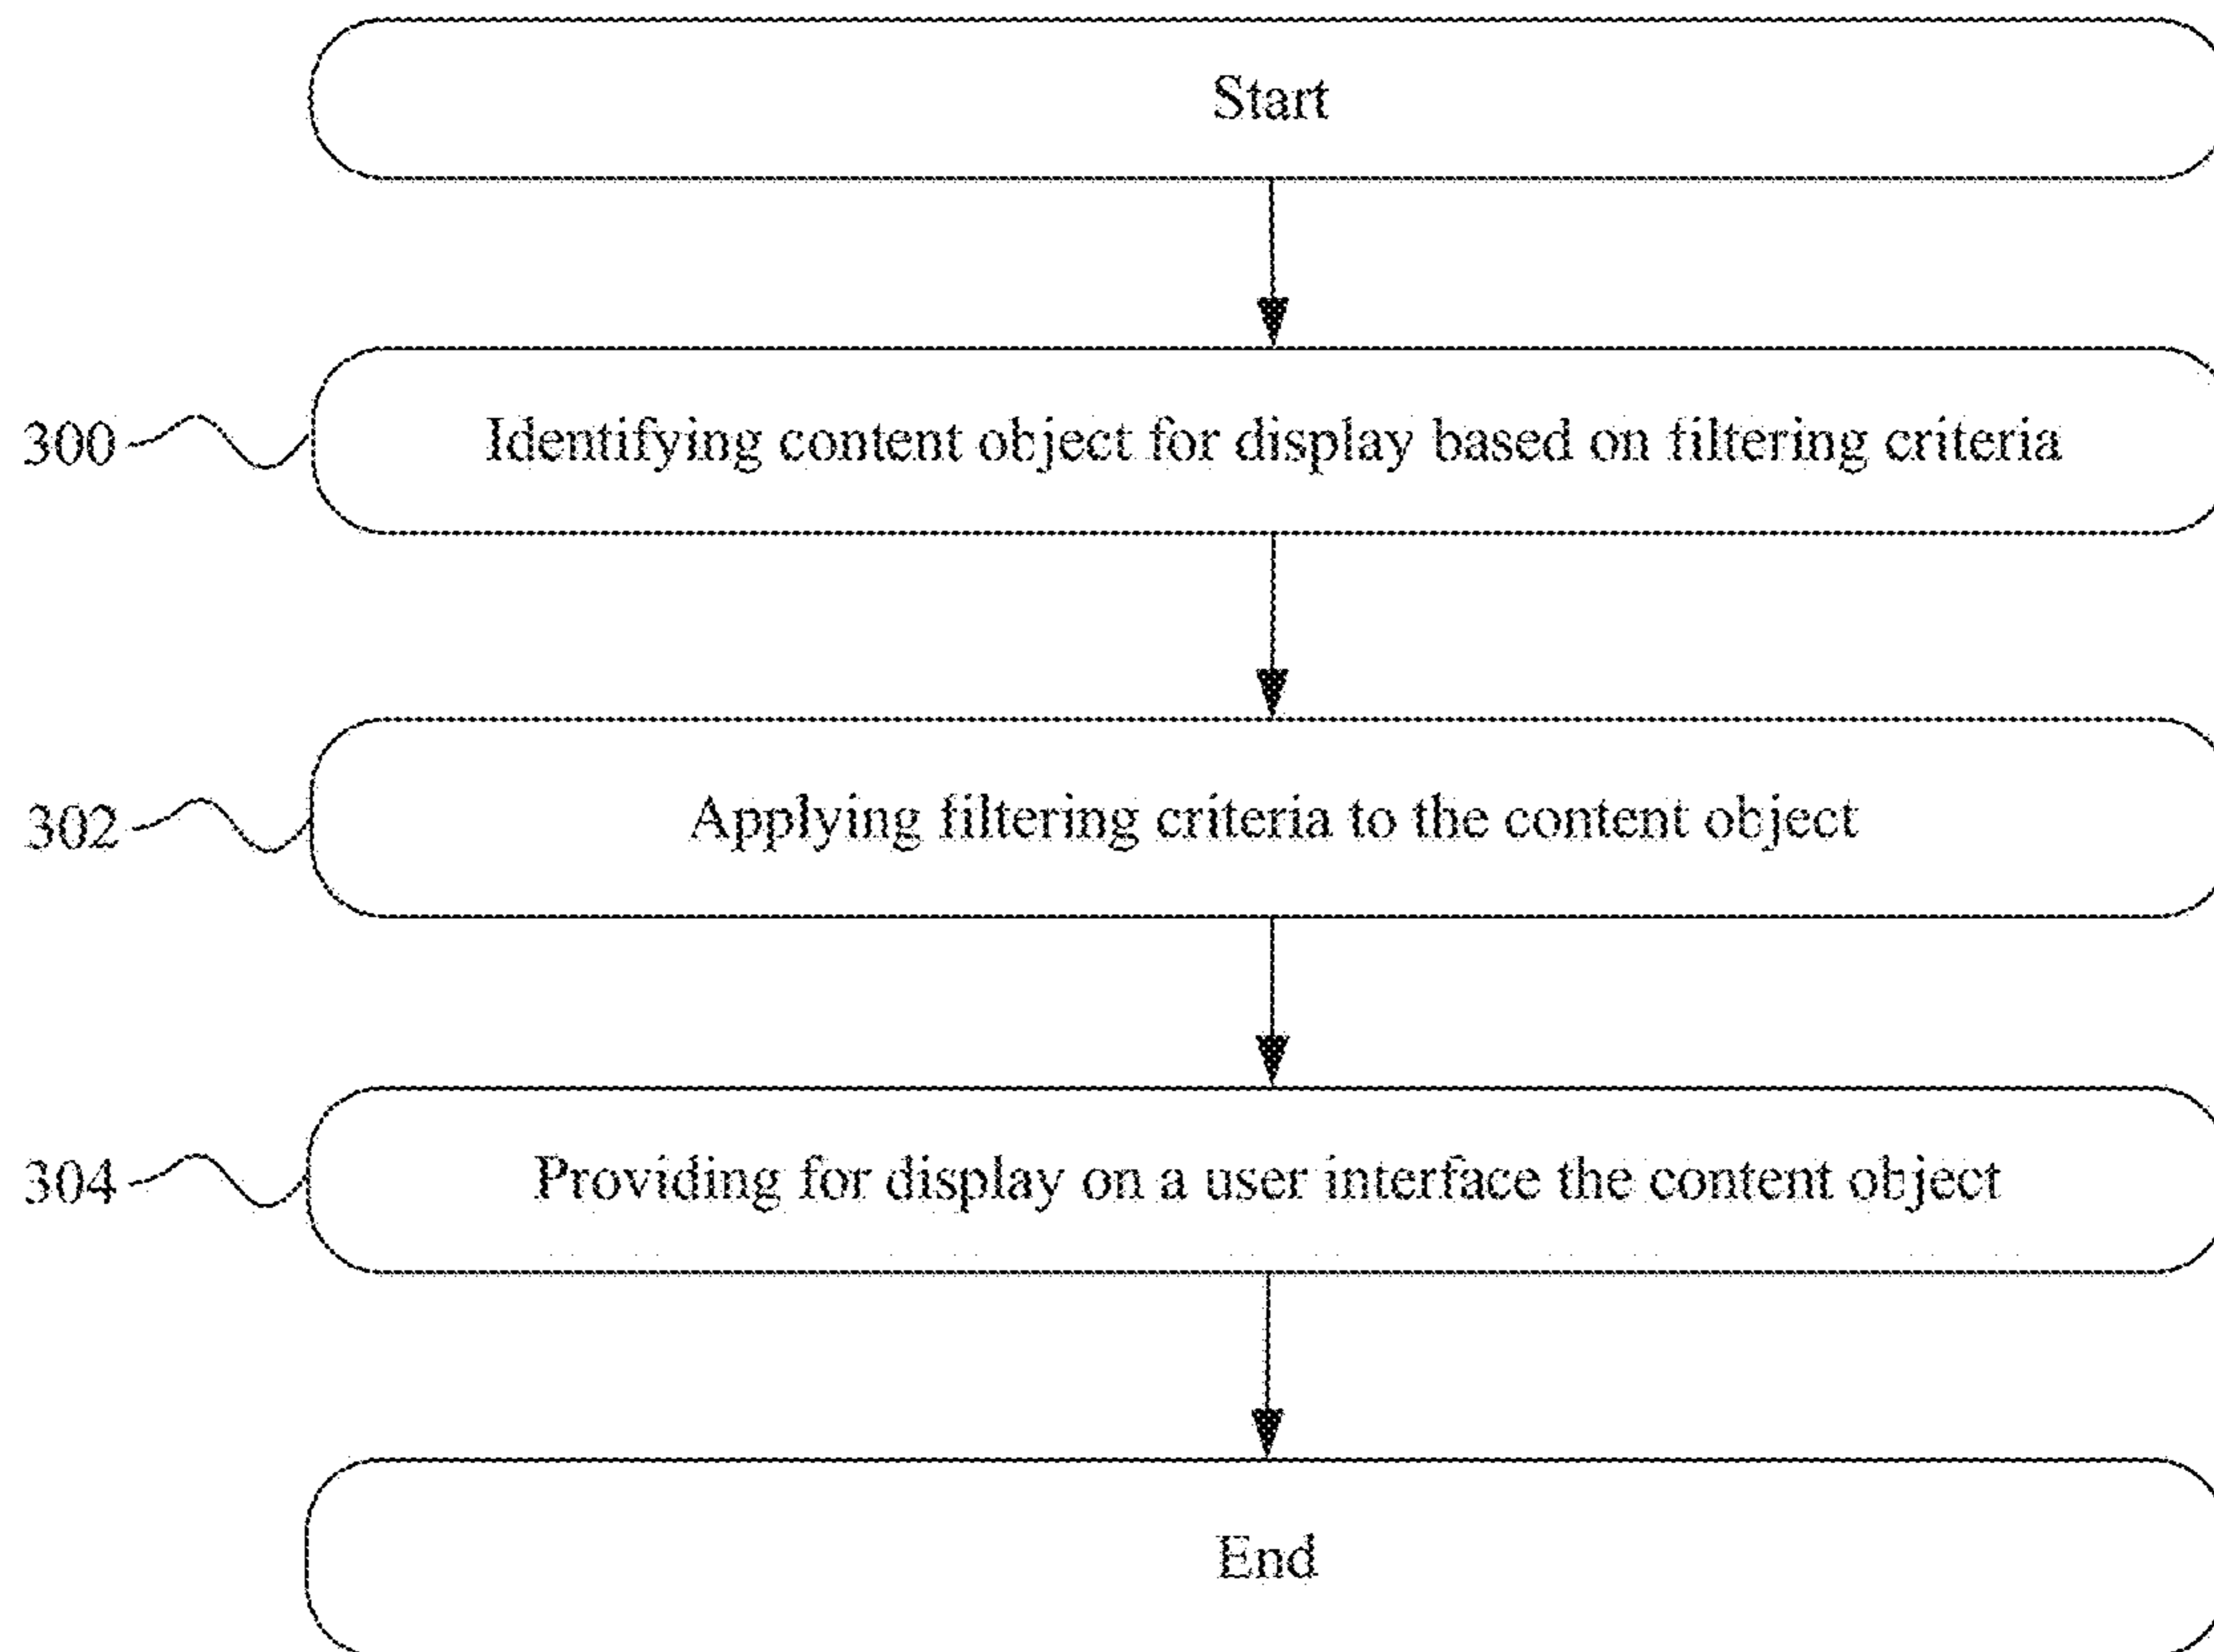 Start
300
Identifying content object for display based on filtering criteria
302
Applying filtering criteria to the content object
304
Providing for display on a user interface the content object
End